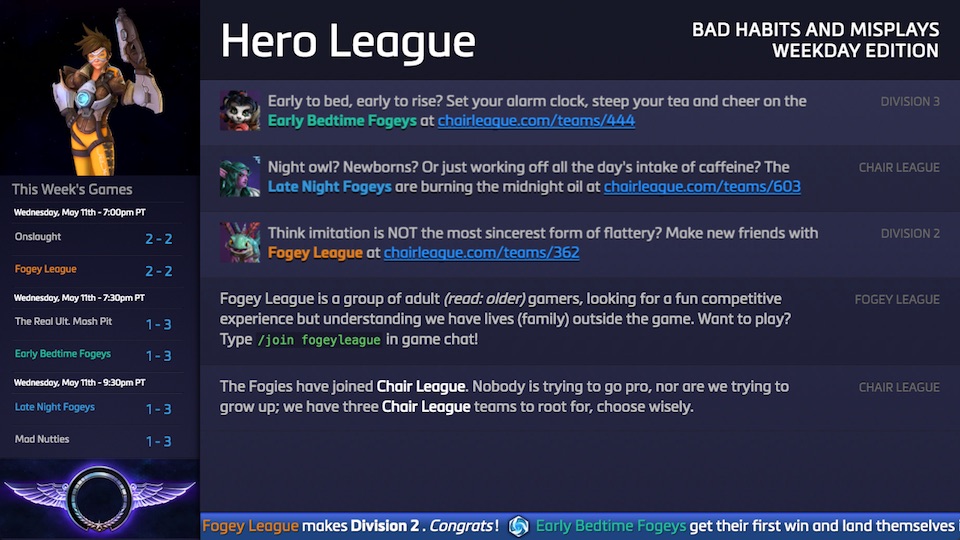 Hero League
BAD HABITS AND MISPLAYS
WEEKDAY EDITION
This Week's Games
Wednesday, May 11th - 7:00pm PT
Onslaught 2 - 2
Fogey League 2 - 2
Wednesday, May 11th - 7:30pm PT
The Real Ult. Mash Pit 1 - 3
Early Bedtime Fogeys 1 - 3
Wednesday, May 11th - 9:30pm PT
Late Night Fogeys 1 - 3
Mad Nutties 1 - 3
Early to bed, early to rise? Set your alarm clock, steep your tea and cheer on the
Early Bedtime Fogeys at chairleague.com/teams/444
DIVISION 3
Night owl? Newborns? Or just working off all the day's intake of caffeine? The
Late Night Fogeys are burning the midnight oil at chairleague.com/teams/603
CHAIR LEAGUE
Think imitation is NOT the most sincerest form of flattery? Make new friends with
Fogey League at chairleague.com/teams/362
DIVISION 2
Fogey League is a group of adult (read: older) gamers, looking for a fun competitive
experience but understanding we have lives (family) outside the game. Want to play?
Type /join fogeyleague in game chat!
FOGEY LEAGUE
The Fogies have joined Chair League. Nobody is trying to go pro, nor are we trying to
grow up; we have three Chair League teams to root for, choose wisely.
CHAIR LEAGUE
Fogey League makes Division 2 . Congrats ! Early Bedtime Fogeys get their first win and land themselves i